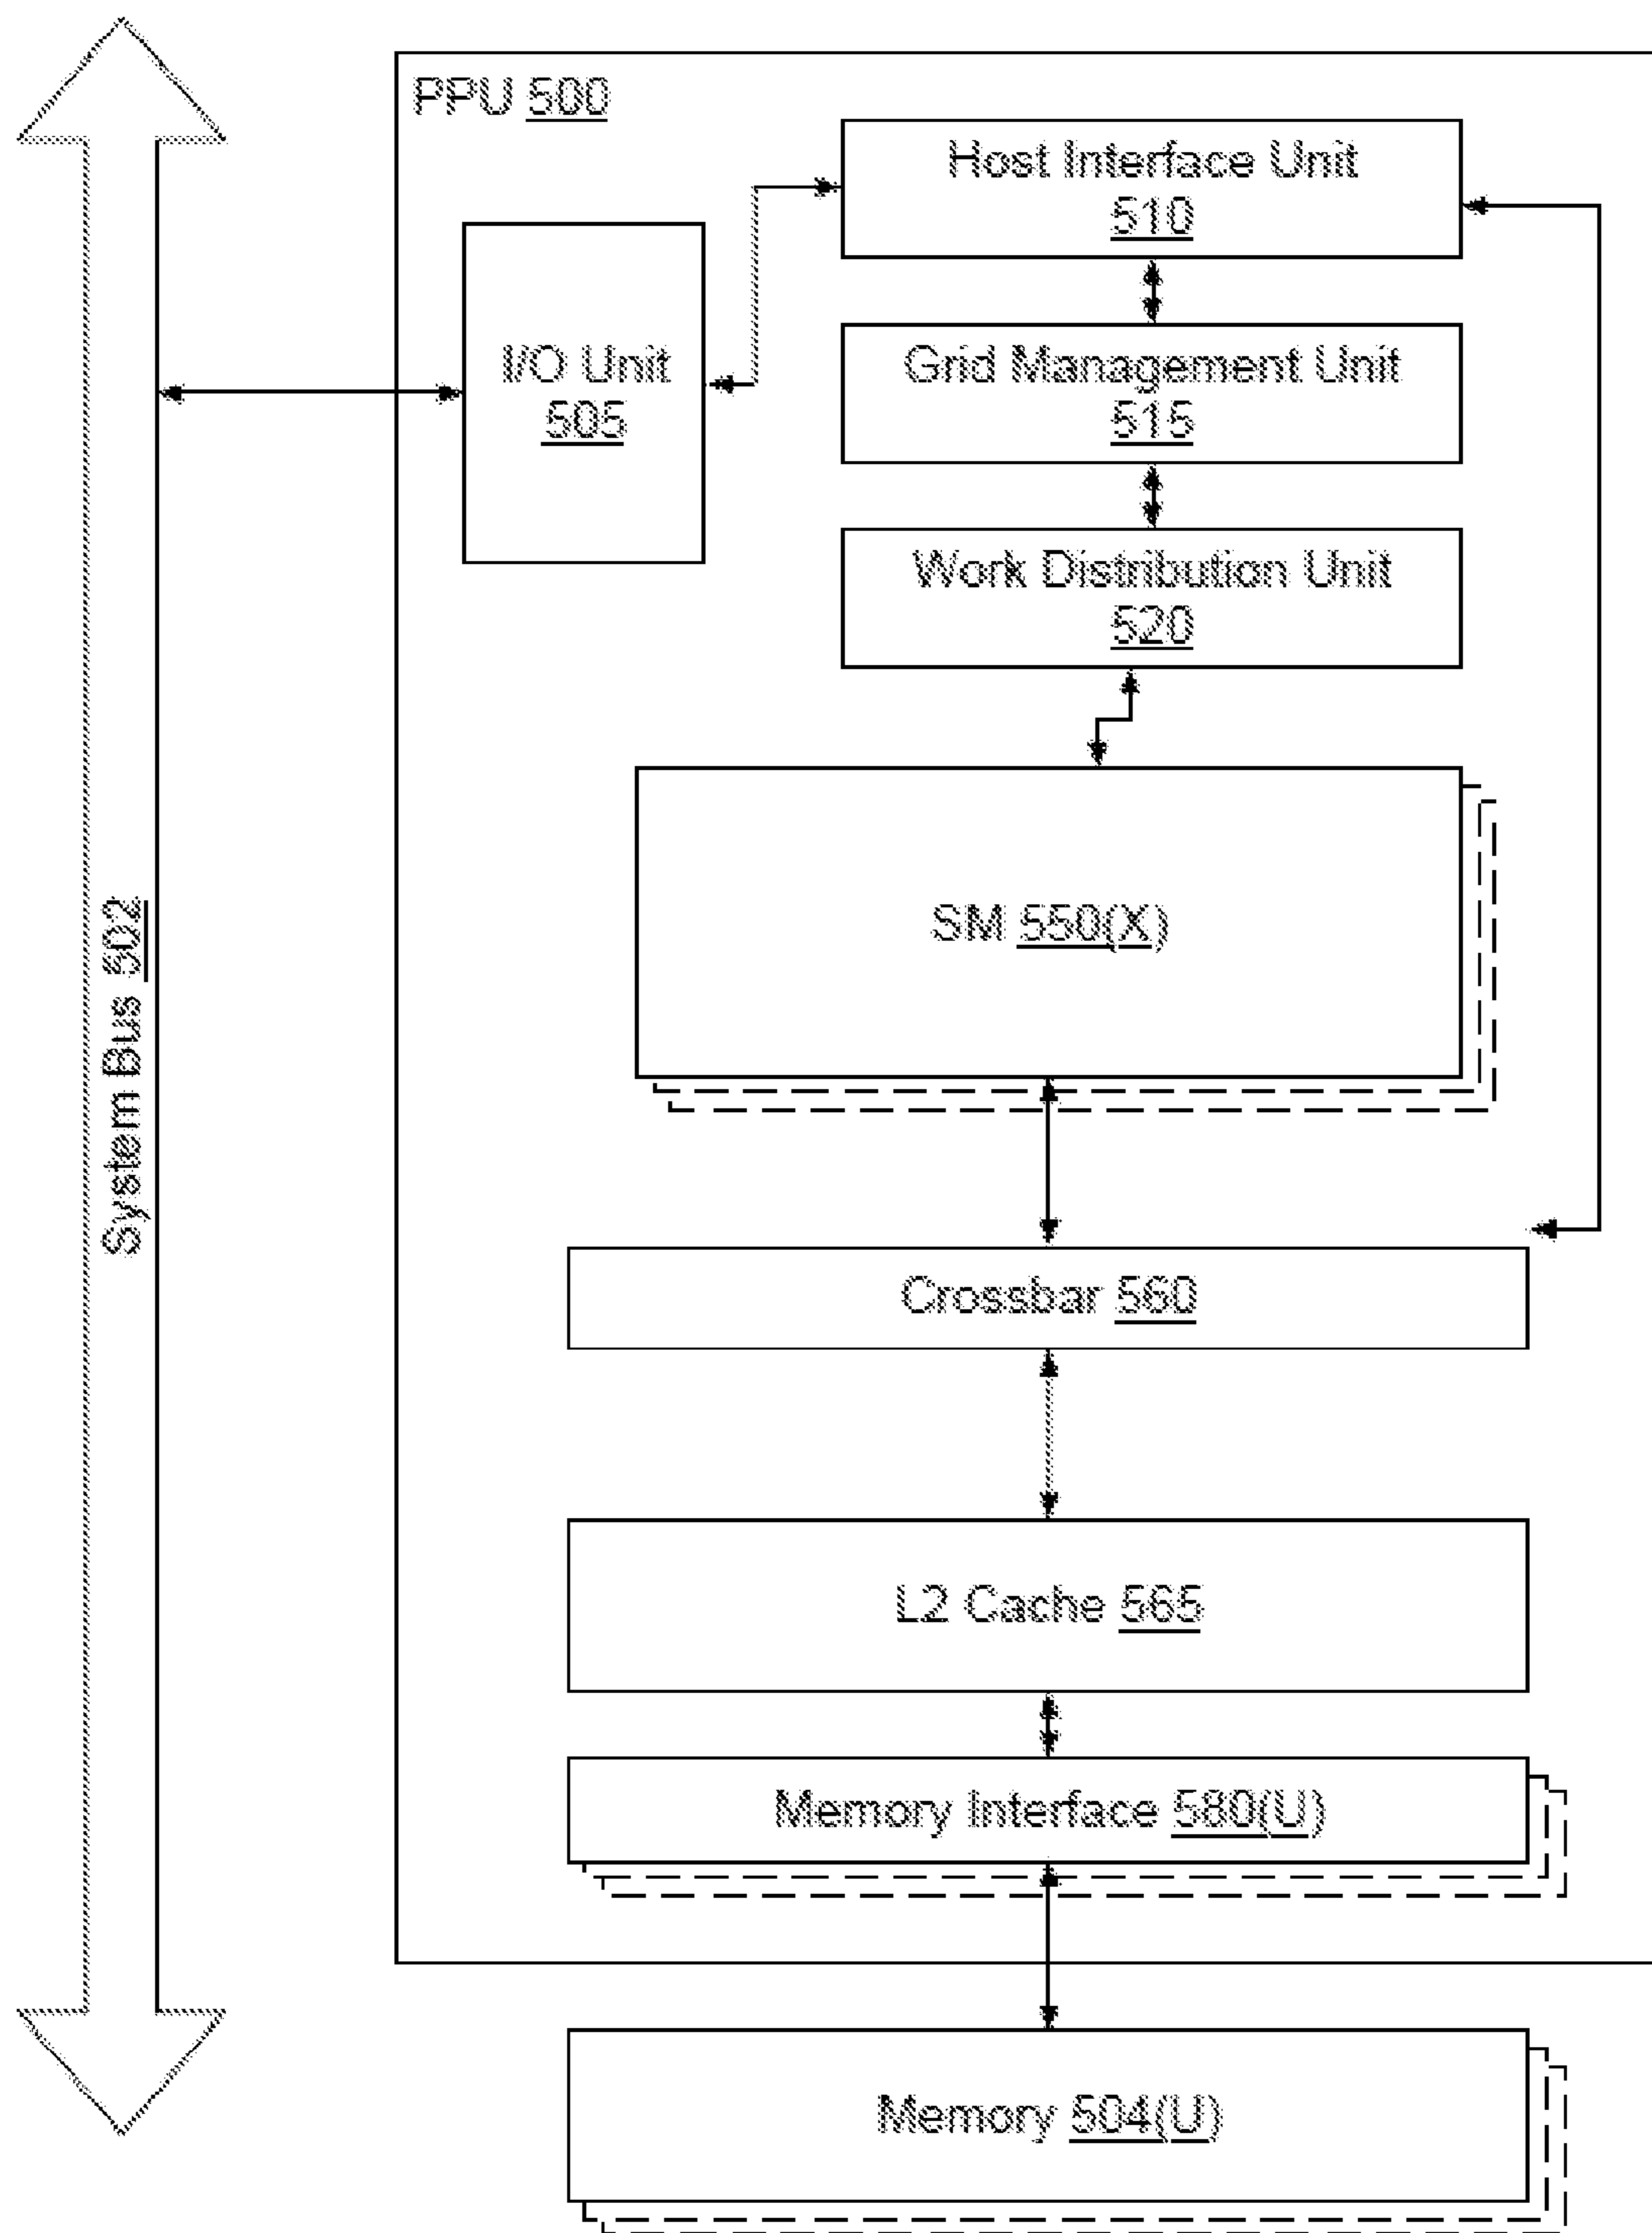 PPU 500
Host Interface Unit
510
I/O Unit
505
Grid Management Unit
515
Work Distribution Unit
520
SM 550(X)
System Bus 502
Crossbar 560
L2 Cache 565
Memory Interface 580(U)
Memory 504(U)